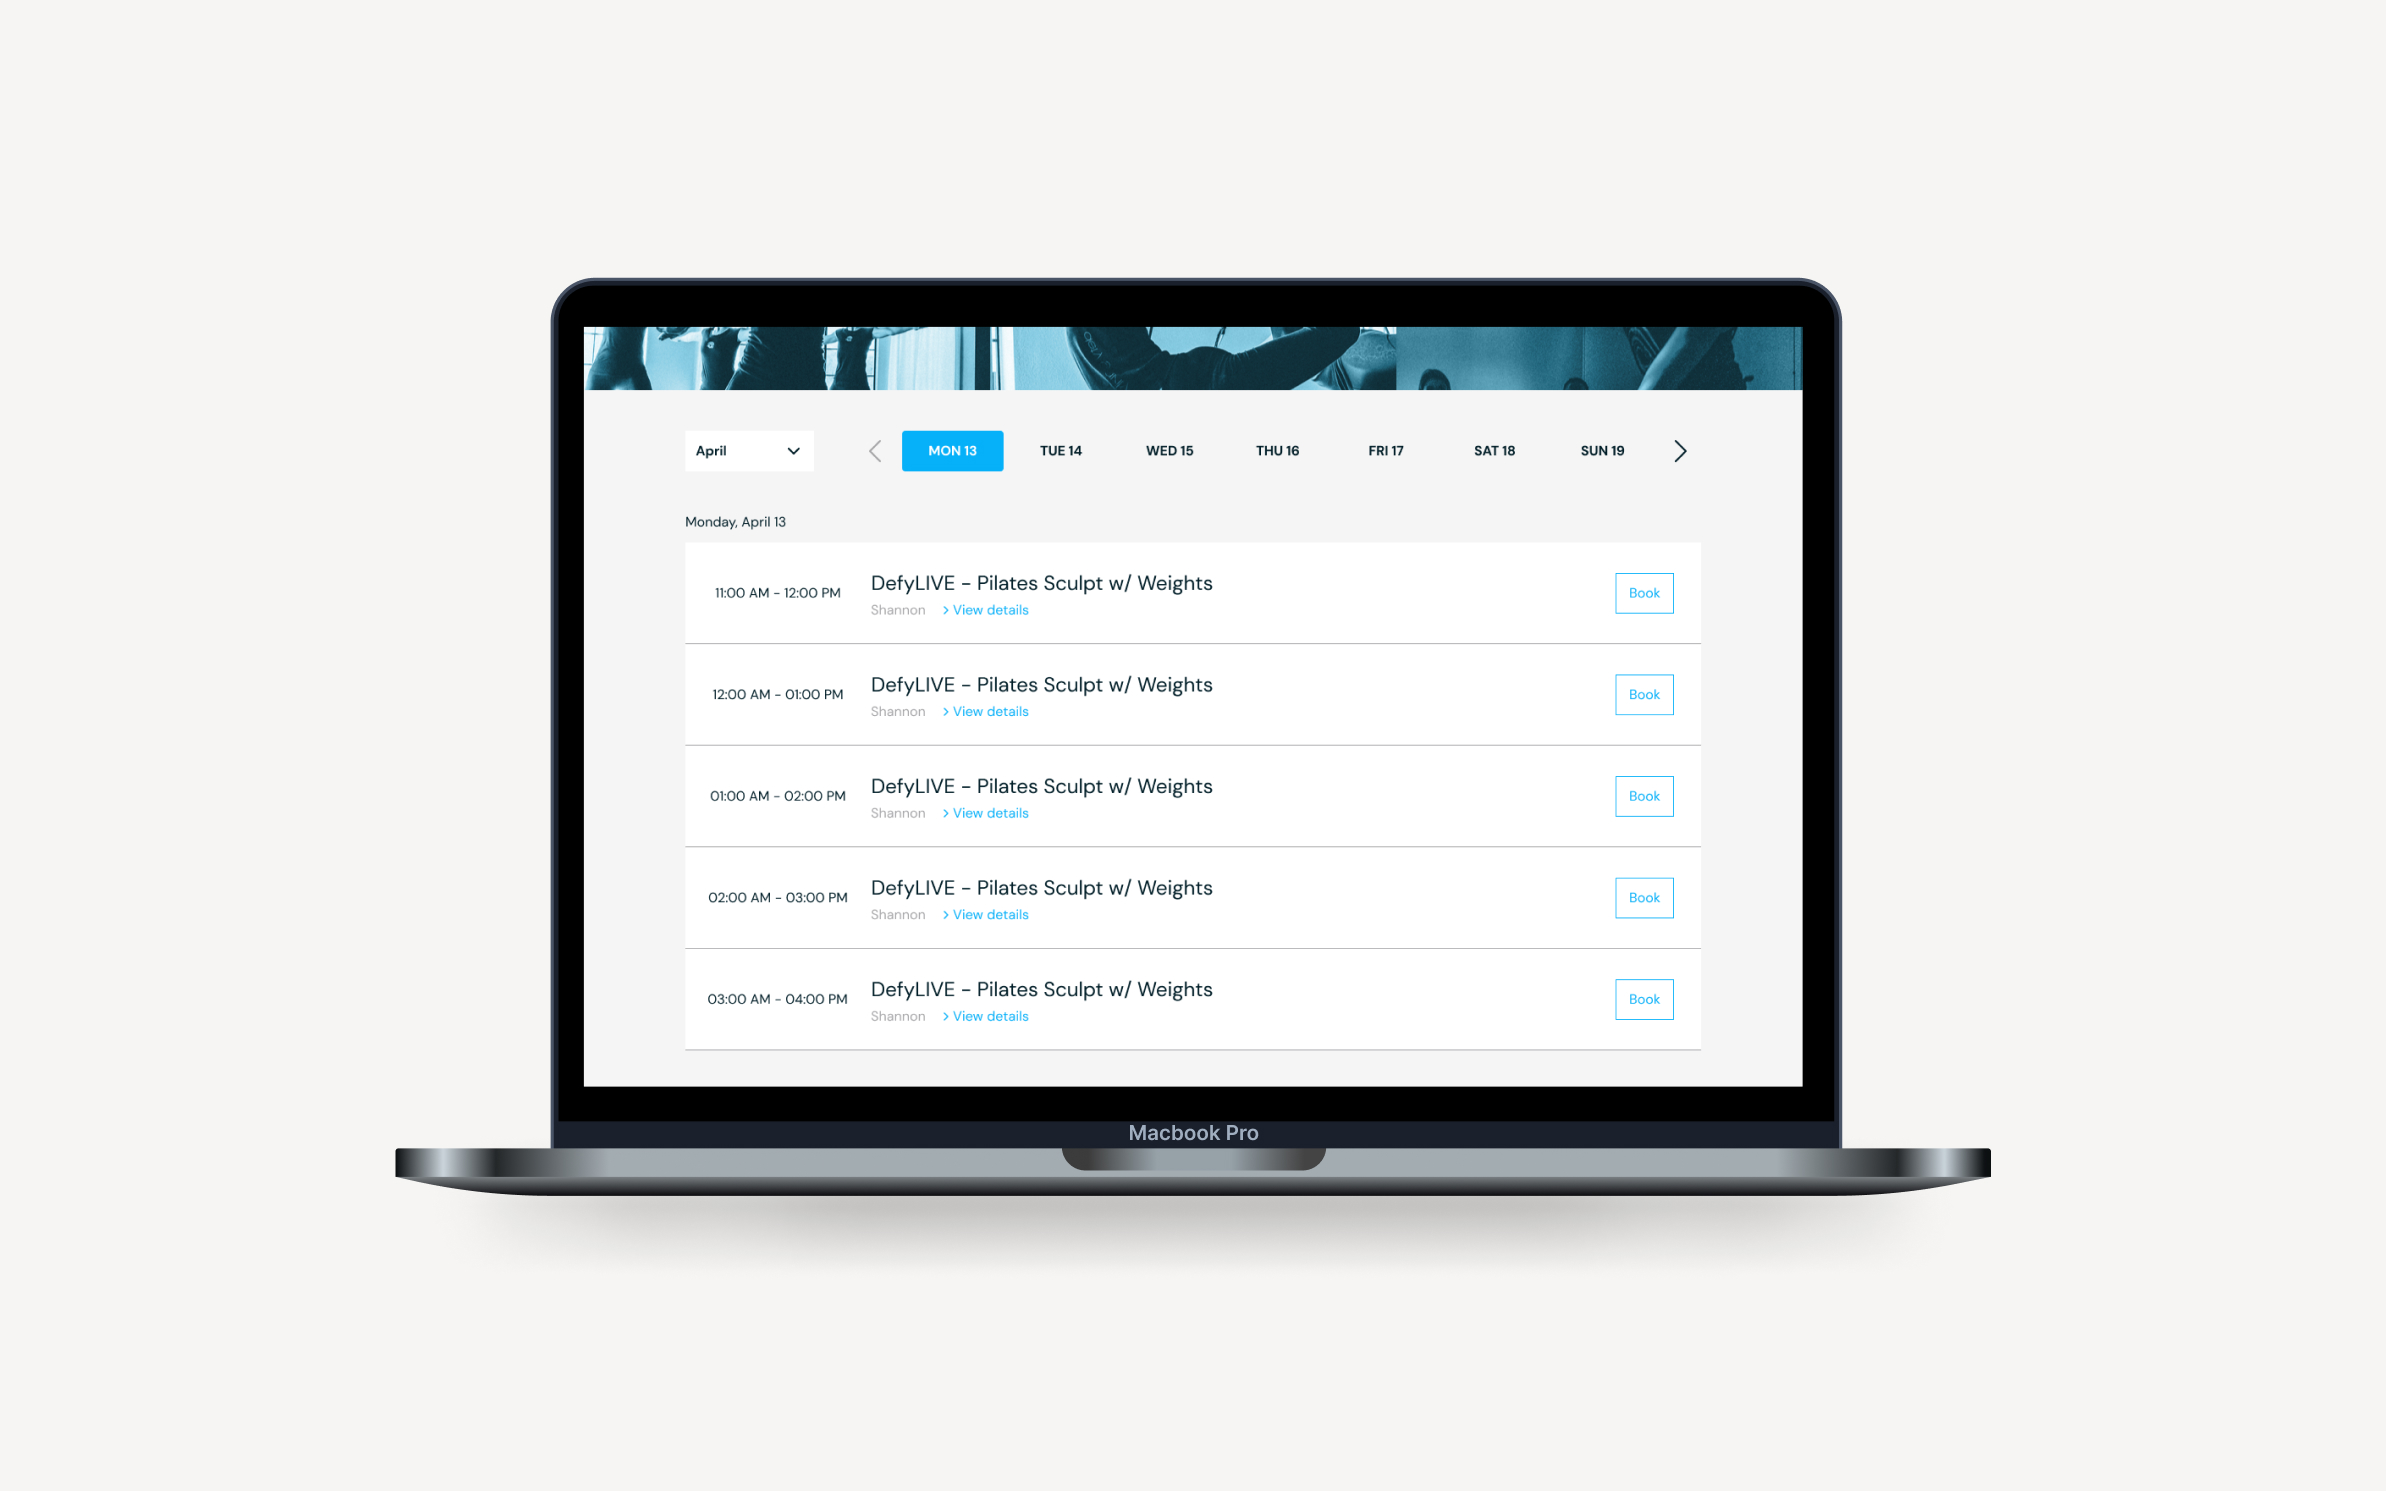 April
MON 13
TUE 14
WED 15
THU 16
FRI 17
SAT 18
SUN 19
Monday, April 13
11:00 AM - 12:00 PM
DefyLIVE - Pilates Sculpt w/ Weights
Shannon > View details
Book
12:00 AM - 01:00 PM
DefyLIVE - Pilates Sculpt w/ Weights
Shannon > View details
Book
01:00 AM - 02:00 PM
DefyLIVE - Pilates Sculpt w/ Weights
Shannon > View details
Book
02:00 AM - 03:00 PM
DefyLIVE - Pilates Sculpt w/ Weights
Shannon > View details
Book
03:00 AM - 04:00 PM
DefyLIVE - Pilates Sculpt w/ Weights
Shannon > View details
Book
Macbook Pro